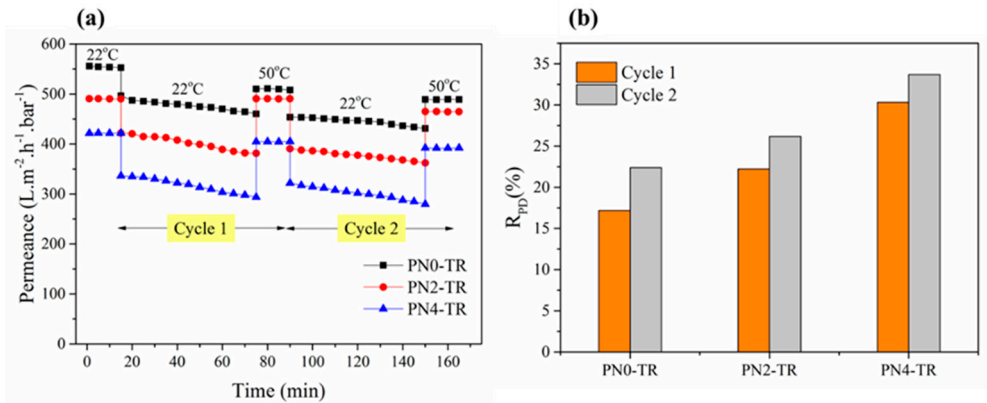 (a)
600
500
400
300
200
100
0
Permeance (L.m⁻².h⁻¹.bar⁻¹)
22°C
22°C
50°C
22°C
50°C
Cycle 1
Cycle 2
PN0-TR
PN2-TR
PN4-TR
0 20 40 60 80 100 120 140 160
Time (min)
(b)
35
30
25
20
15
10
5
0
R_PD(%)
Cycle 1
Cycle 2
PN0-TR PN2-TR PN4-TR